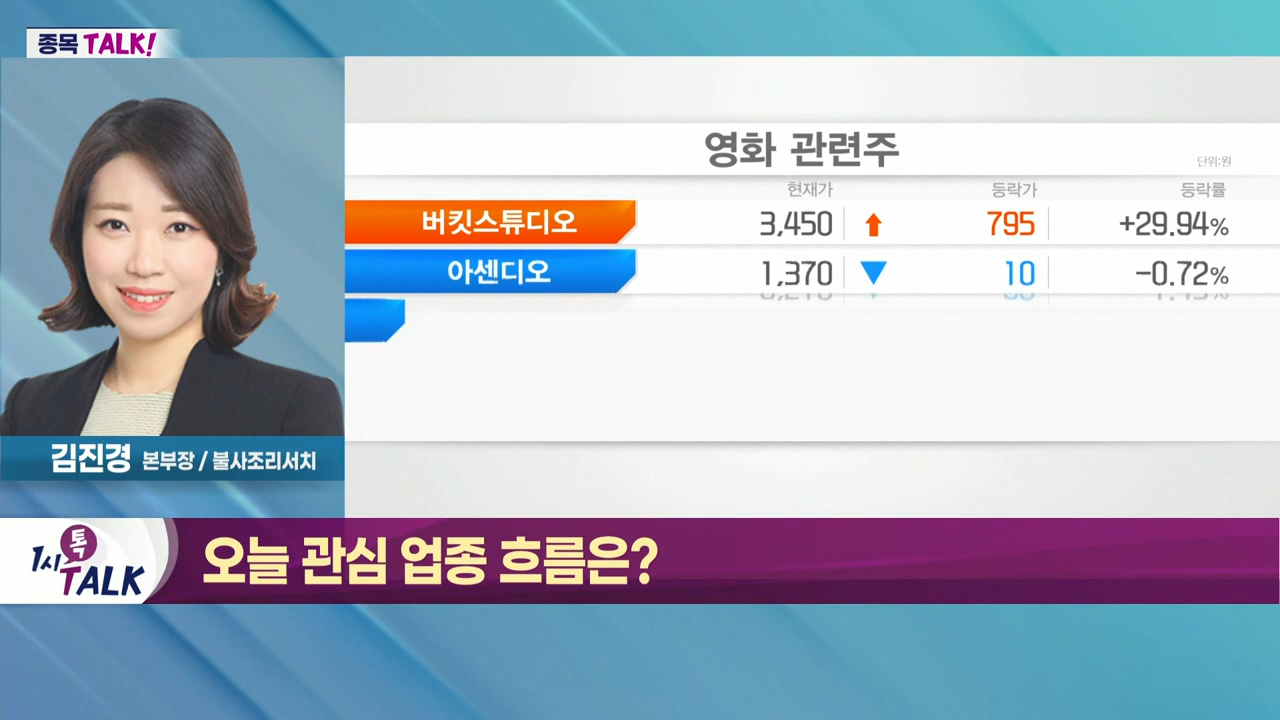 종목 TALK!
영화 관련주
단위:원
현재가 등락가 등락률
버킷스튜디오 3,450 795 +29.94%
아센디오 1,370 10 -0.72%
김진경 본부장 / 불사조리서치
1시 톡 TALK
오늘 관심 업종 흐름은?